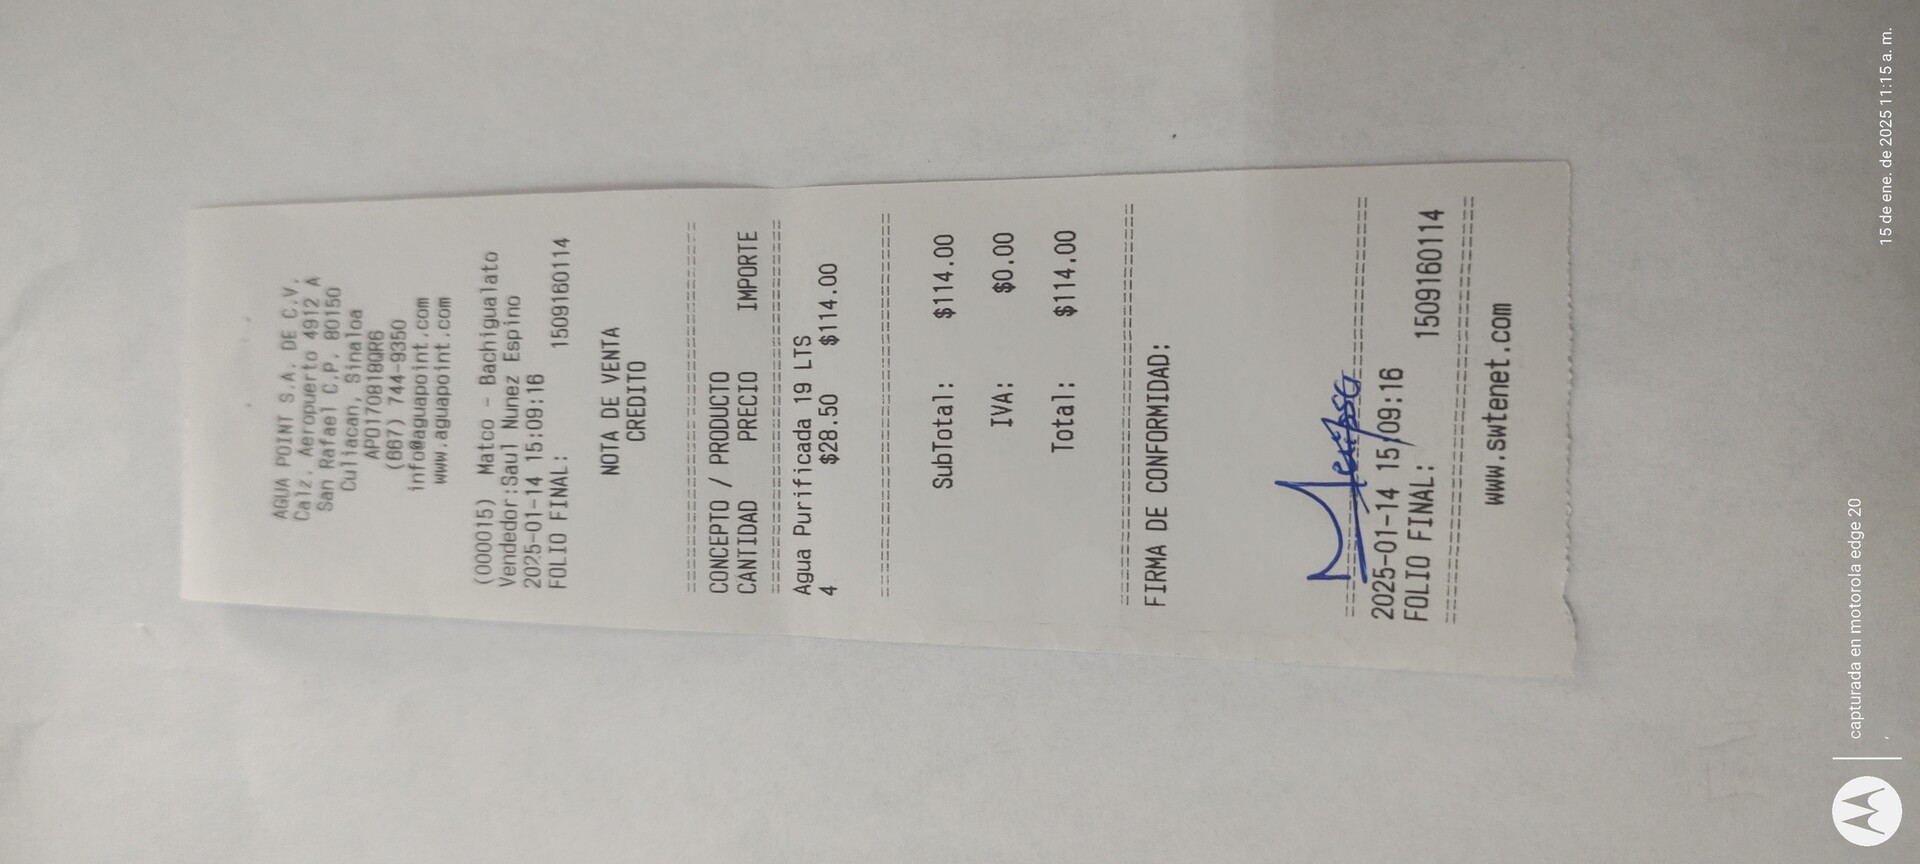 AGUA POINT S.A. DE C.V.
Calz. Aeropuerto 4912 A
San Rafael C.P. 80150
Culiacan, Sinaloa
APO170818QR6
(667) 744-9350
info@aguapoint.com
www.aguapoint.com
(000015) Matco - Bachigualato
Vendedor:Saul Nunez Espino
2025-01-14 15:09:16
FOLIO FINAL: 1509160114
NOTA DE VENTA
CREDITO
CONCEPTO / PRODUCTO
CANTIDAD PRECIO IMPORTE
Agua Purificada 19 LTS
4 $28.50 $114.00
SubTotal: $114.00
IVA: $0.00
Total: $114.00
FIRMA DE CONFORMIDAD:
2025-01-14 15:09:16
FOLIO FINAL: 1509160114
www.swtenet.com
capturada en motorola edge 20
15 de ene. de 2025 11:15 a. m.